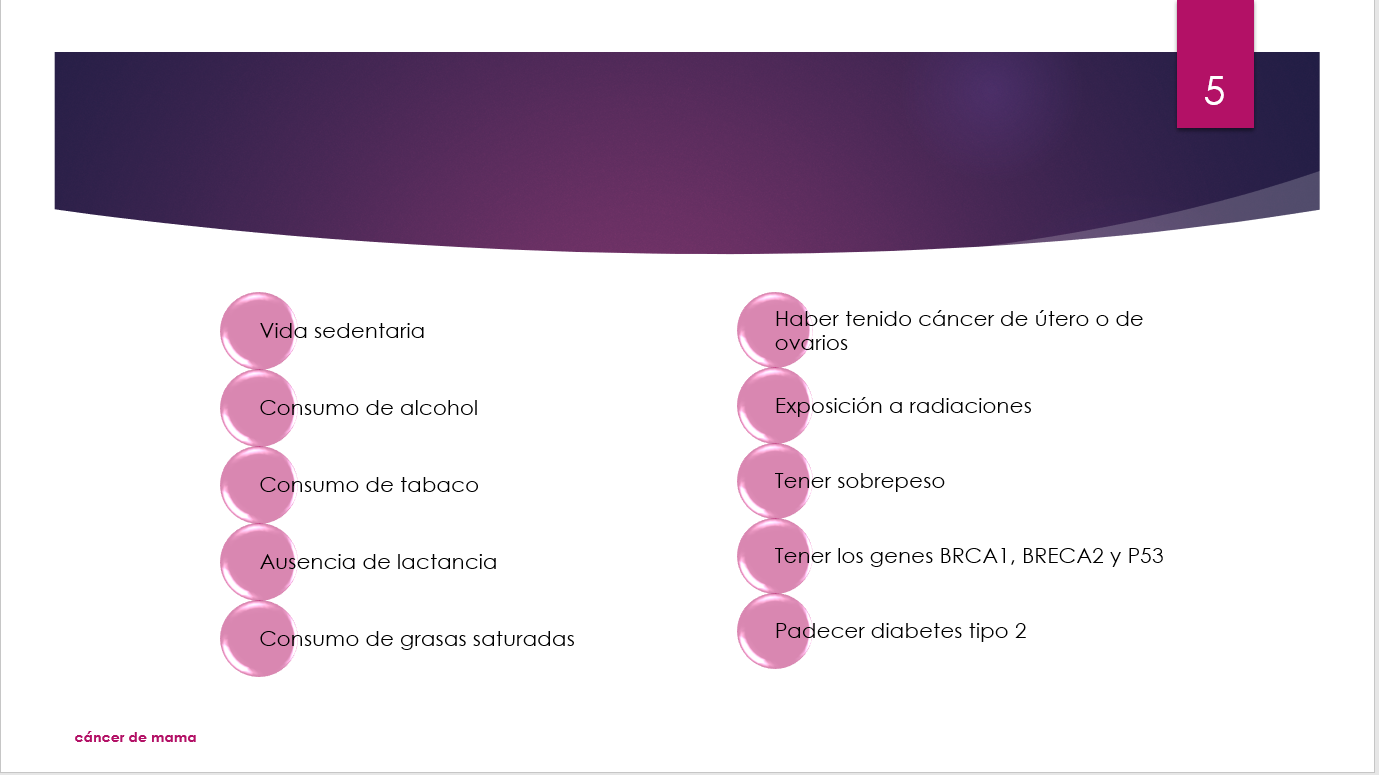 5
Vida sedentaria
Consumo de alcohol
Consumo de tabaco
Ausencia de lactancia
Consumo de grasas saturadas
Haber tenido cáncer de útero o de
ovarios
Exposición a radiaciones
Tener sobrepeso
Tener los genes BRCA1, BRECA2 y P53
Padecer diabetes tipo 2
cáncer de mama